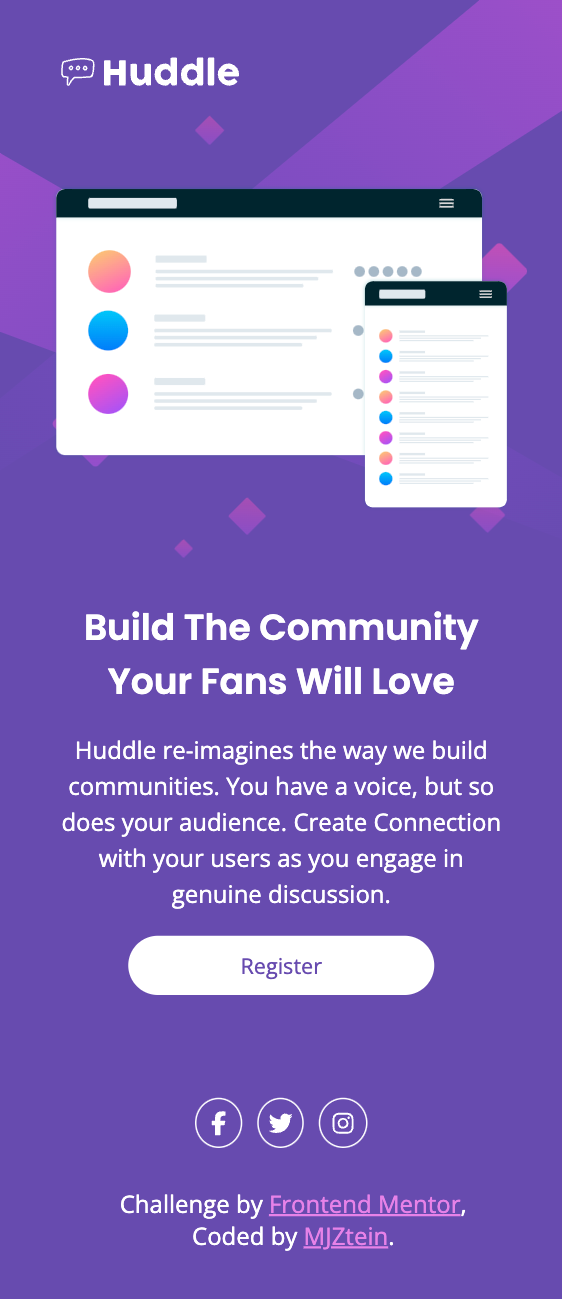 Huddle
Build The Community
Your Fans Will Love
Huddle re-imagines the way we build
communities. You have a voice, but so
does your audience. Create Connection
with your users as you engage in
genuine discussion.
Register
Challenge by Frontend Mentor,
Coded by MJZtein.